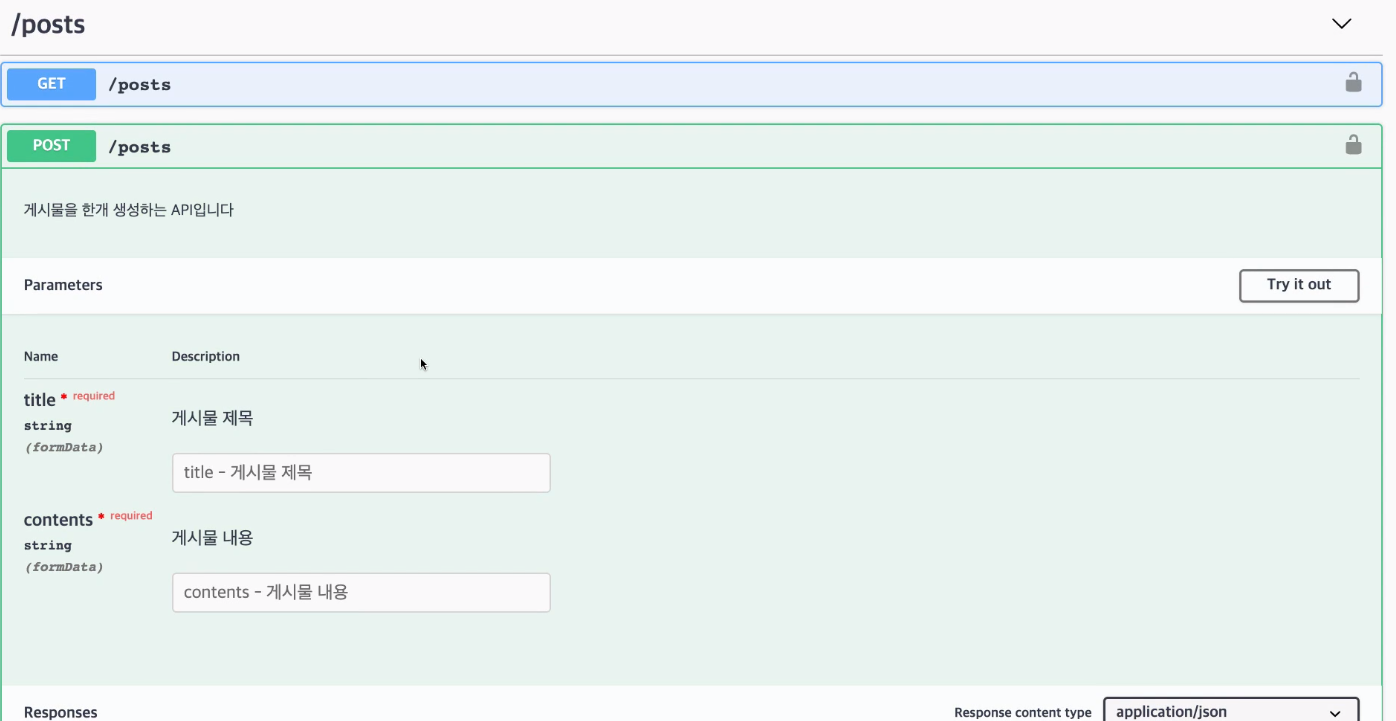 /posts
GET /posts
POST /posts
게시물을 한개 생성하는 API입니다
Parameters
Try it out
Name Description
title * required
string
(formData)
게시물 제목
title – 게시물 제목
contents * required
string
(formData)
게시물 내용
contents – 게시물 내용
Responses
Response content type application/json